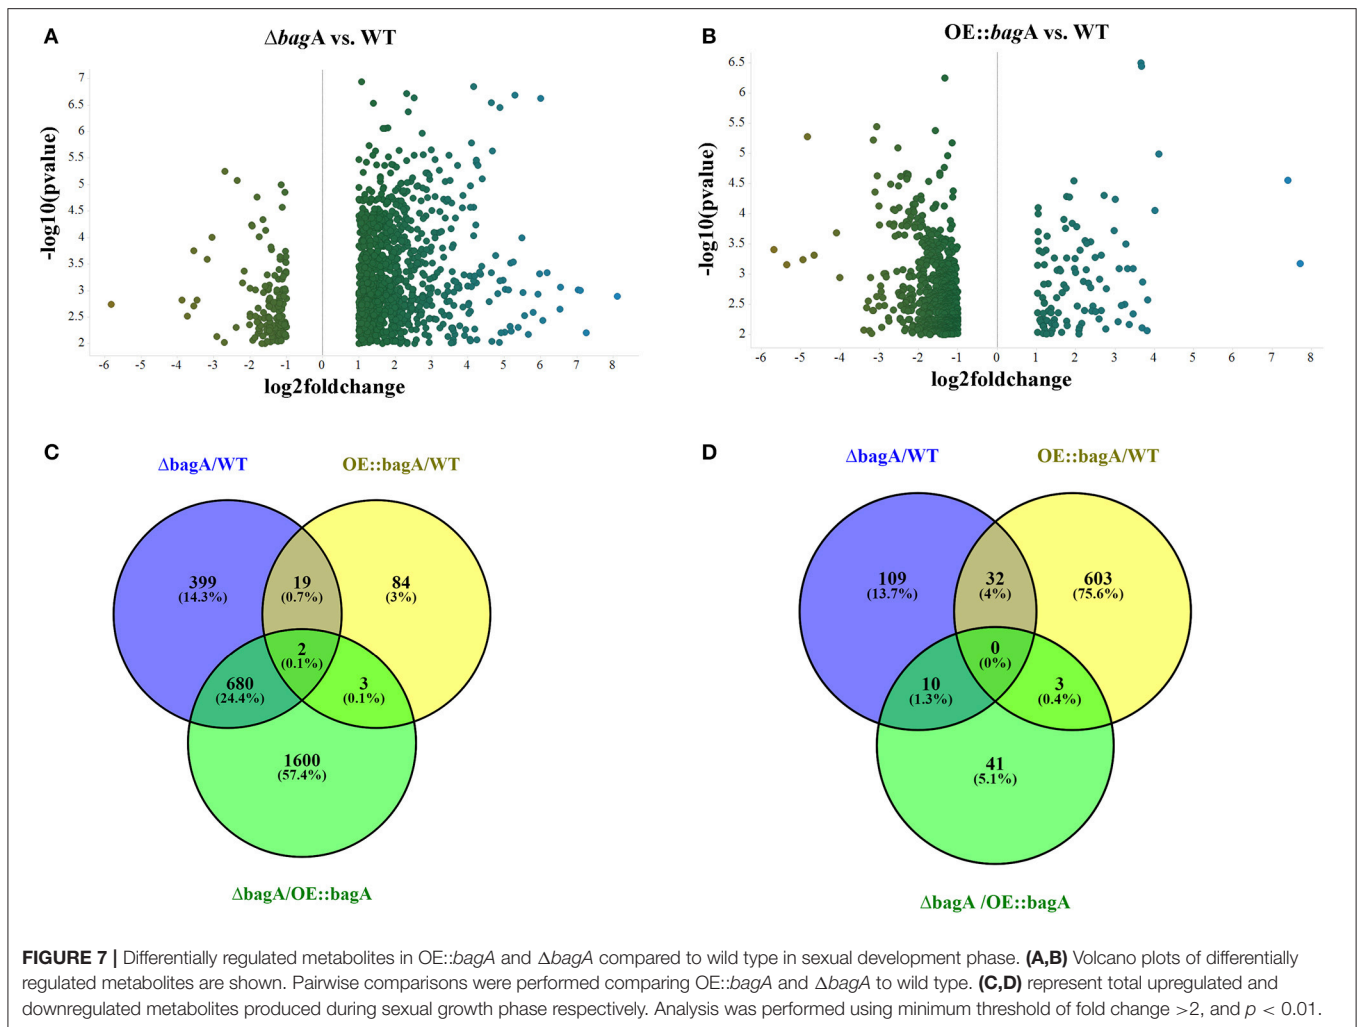 A
ΔbagA vs. WT
-log10(pvalue)
7
6.5
6
5.5
5
4.5
4
3.5
3
2.5
2
-6 -5 -4 -3 -2 -1 0 1 2 3 4 5 6 7 8
log2foldchange
B
OE::bagA vs. WT
-log10(pvalue)
6.5
6
5.5
5
4.5
4
3.5
3
2.5
2
-6 -5 -4 -3 -2 -1 0 1 2 3 4 5 6 7 8
log2foldchange
C
ΔbagA/WT OE::bagA/WT
399
(14.3%)
19
(0.7%)
84
(3%)
2
(0.1%)
680
(24.4%)
3
(0.1%)
1600
(57.4%)
ΔbagA/OE::bagA
D
ΔbagA/WT OE::bagA/WT
109
(13.7%)
32
(4%)
603
(75.6%)
0
(0%)
10
(1.3%)
3
(0.4%)
41
(5.1%)
ΔbagA /OE::bagA
FIGURE 7 | Differentially regulated metabolites in OE::bagA and ΔbagA compared to wild type in sexual development phase. (A,B) Volcano plots of differentially
regulated metabolites are shown. Pairwise comparisons were performed comparing OE::bagA and ΔbagA to wild type. (C,D) represent total upregulated and
downregulated metabolites produced during sexual growth phase respectively. Analysis was performed using minimum threshold of fold change >2, and p < 0.01.